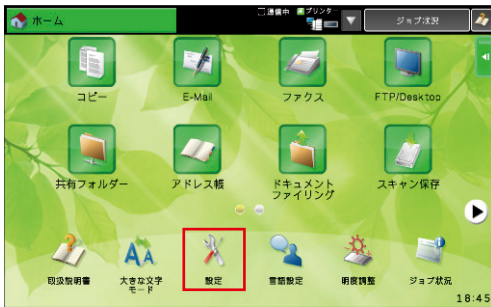 ホーム
通信中
プリンター
ジョブ状況
コピー
E-Mail
ファクス
FTP/Desktop
共有フォルダー
アドレス帳
ドキュメント
ファイリング
スキャン保存
取扱説明書
大きな文字
モード
設定
言語設定
明度調整
ジョブ状況
18:45